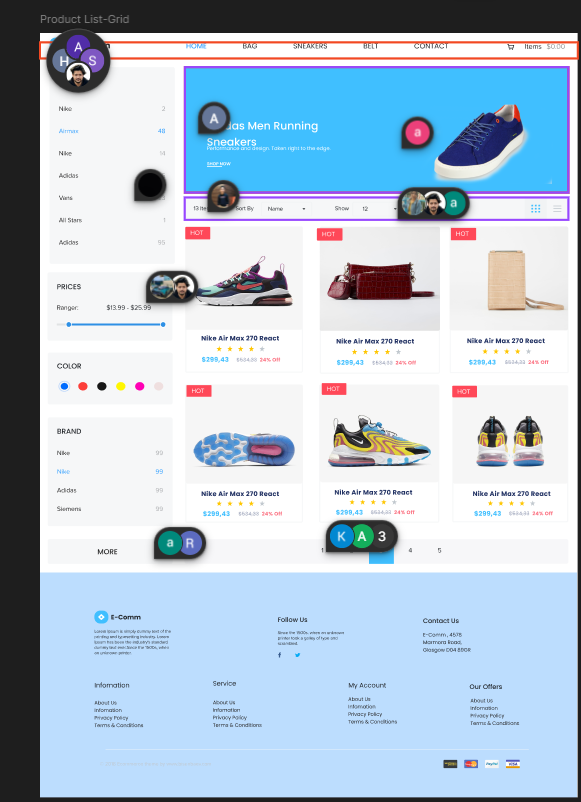 Product List-Grid
HOME BAG SNEAKERS BELT CONTACT Items $0.00
A
H S
Nike 2
Airmax 48
Nike 14
Adidas
Vans
All Stars 1
Adidas 95
A
Men Running
Sneakers
Performance and design. Taken right to the edge.
SHOP NOW
a
13 Sort By Name Show 12
a
PRICES
Ranger: $13.99 - $25.99
COLOR
BRAND
Nike 99
Nike 99
Adidas 99
Siemens 99
HOT
Nike Air Max 270 React
$299,43 $534,33 24% Off
HOT
Nike Air Max 270 React
$299,43 $534,33 24% Off
HOT
Nike Air Max 270 React
$299,43 $534,33 24% Off
HOT
Nike Air Max 270 React
$299,43 $534,33 24% Off
HOT
Nike Air Max 270 React
$299,43 $534,33 24% Off
HOT
Nike Air Max 270 React
$299,43 $534,33 24% Off
MORE
a R
K A 3
1 4 5
E-Comm
Lorem Ipsum is simply dummy text of the
printing and typesetting industry. Lorem
Ipsum has been the industry's standard
dummy text ever. Since the 1500s, when
an unknown printer.
Follow Us
Since the 1500s, when an unknown
printer took a galley of type and
scrambled.
Contact Us
E-Comm , 4578
Marmora Road,
Glasgow D04 89GR
Infornation
About Us
Infomation
Privacy Policy
Terms & Conditions
Service
About Us
Infomation
Privacy Policy
Terms & Conditions
My Account
About Us
Infomation
Privacy Policy
Terms & Conditions
Our Offers
About Us
Infomation
Privacy Policy
Terms & Conditions
PayPal VISA